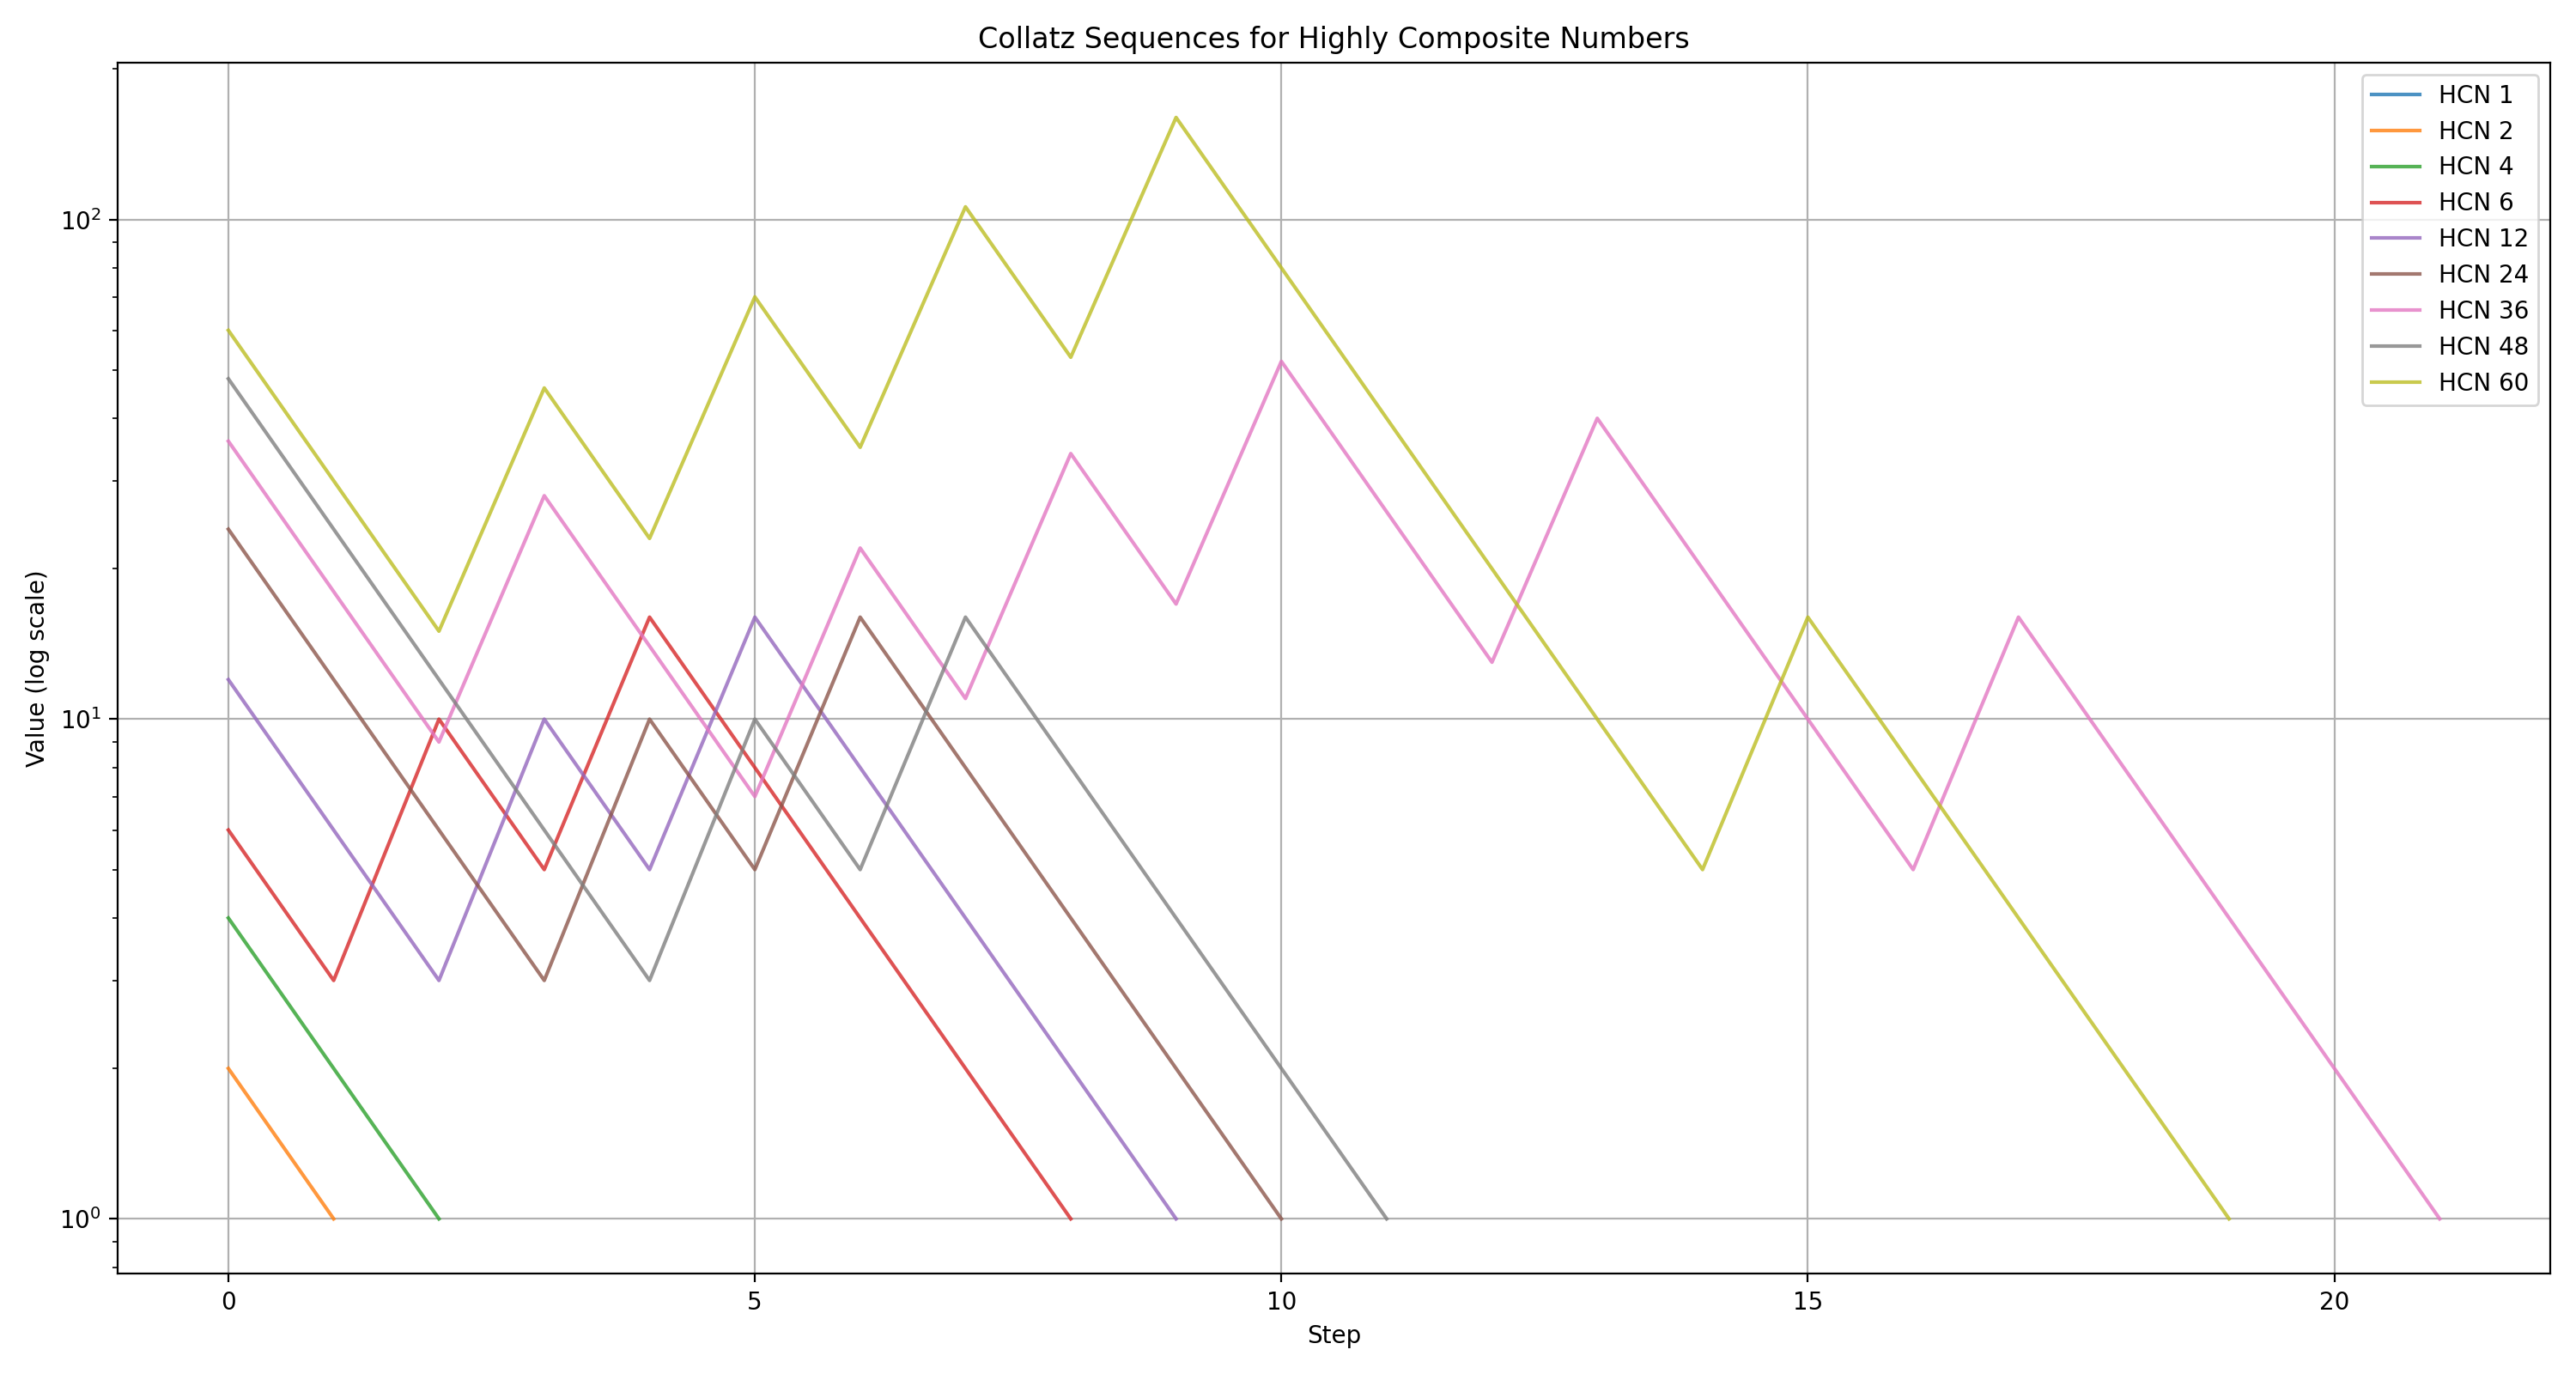 Collatz Sequences for Highly Composite Numbers
HCN 1
HCN 2
HCN 4
HCN 6
HCN 12
HCN 24
HCN 36
HCN 48
HCN 60
Value (log scale)
10²
10¹
10⁰
0 5 10 15 20
Step